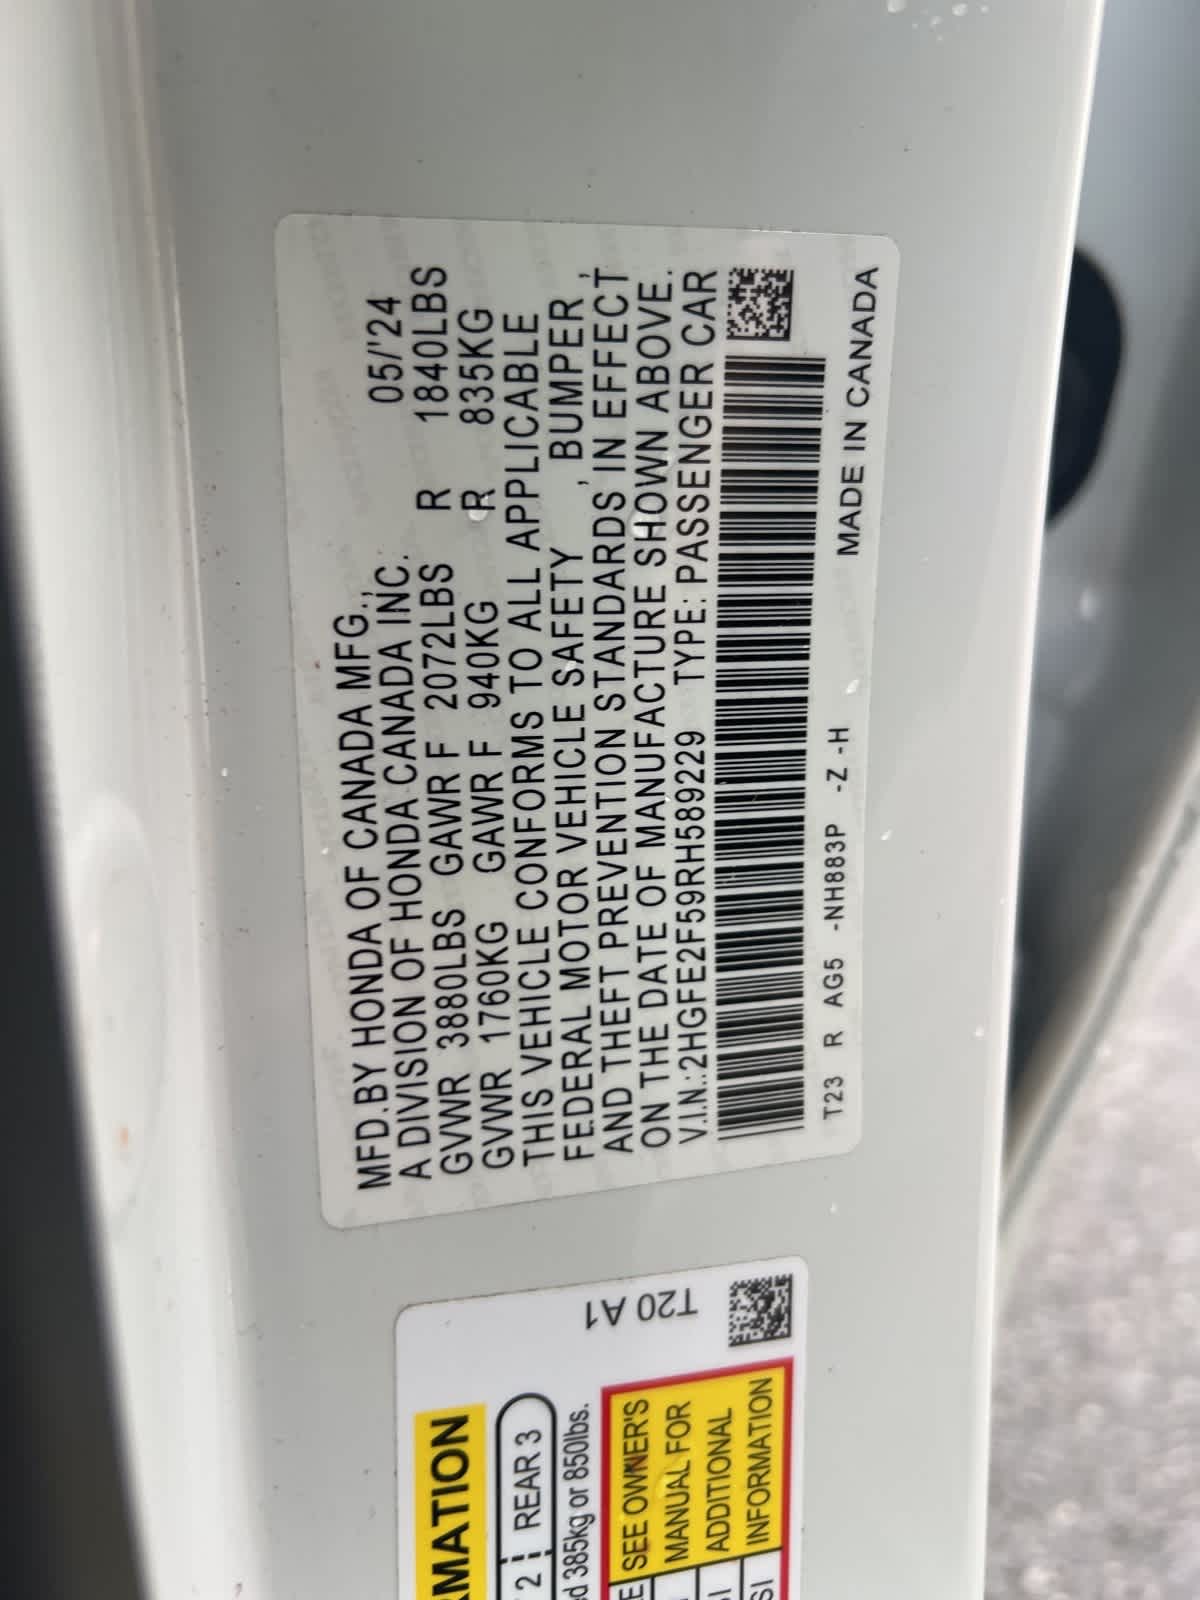 MFD.BY HONDA OF CANADA MFG., 05/'24
A DIVISION OF HONDA CANADA INC.
GVWR 3880LBS GAWR F 2072LBS R 1840LBS
GVWR 1760KG GAWR F 940KG R 835KG
THIS VEHICLE CONFORMS TO ALL APPLICABLE
FEDERAL MOTOR VEHICLE SAFETY , BUMPER ,
AND THEFT PREVENTION STANDARDS IN EFFECT
ON THE DATE OF MANUFACTURE SHOWN ABOVE.
V.I.N.:2HGFE2F59RH589229 TYPE: PASSENGER CAR
T23 R AG5 -NH883P -Z -H MADE IN CANADA
T20 A1
RMATION
2 REAR 3
ed 385kg or 850lbs.
SEE OWNER'S
MANUAL FOR
ADDITIONAL
INFORMATION